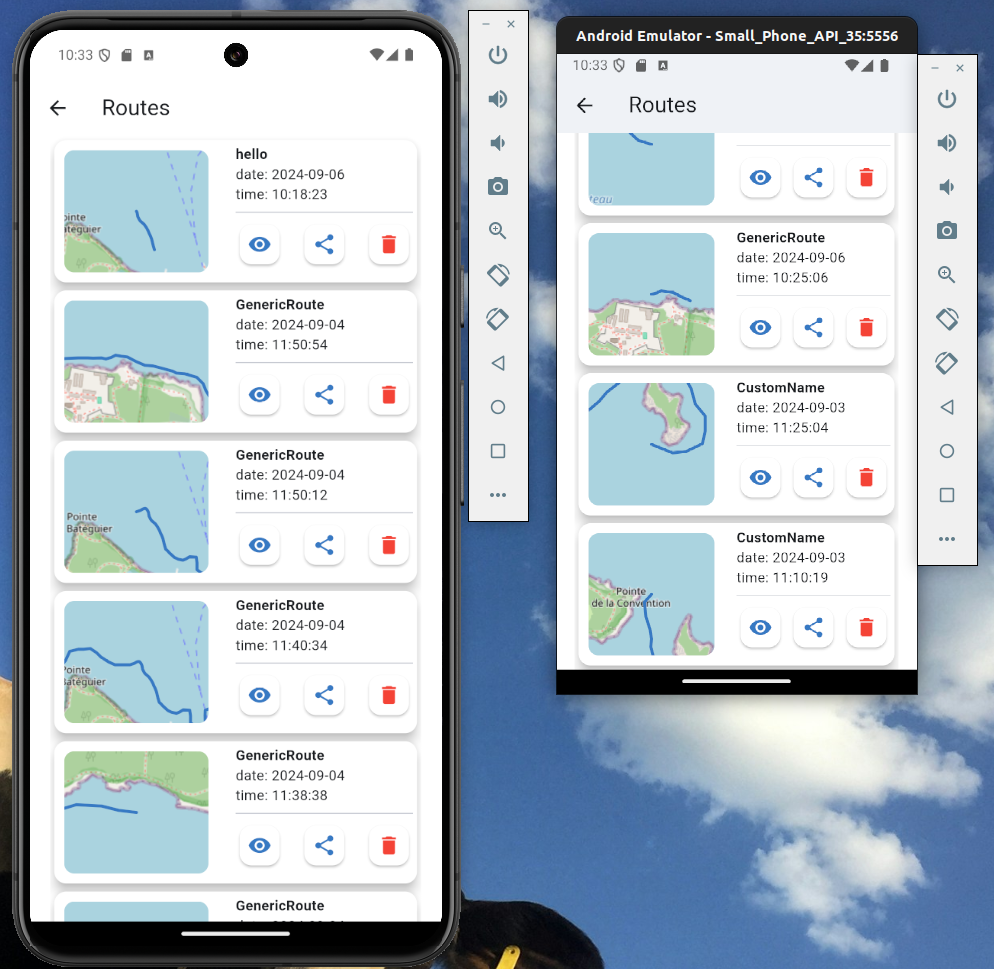 10:33
Routes
hello
date: 2024-09-06
time: 10:18:23
GenericRoute
date: 2024-09-04
time: 11:50:54
Pointe
Bateguier
GenericRoute
date: 2024-09-04
time: 11:50:12
GenericRoute
date: 2024-09-04
time: 11:40:34
GenericRoute
date: 2024-09-04
time: 11:38:38
GenericRoute
Android Emulator - Small_Phone_API_35:5556
10:33
Routes
teau
GenericRoute
date: 2024-09-06
time: 10:25:06
CustomName
date: 2024-09-03
time: 11:25:04
Pointe
de la Convention
CustomName
date: 2024-09-03
time: 11:10:19